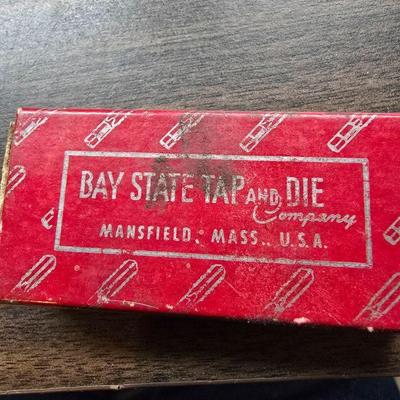 BAY STATE TAP AND DIE
Company
MANSFIELD, MASS., U.S.A.